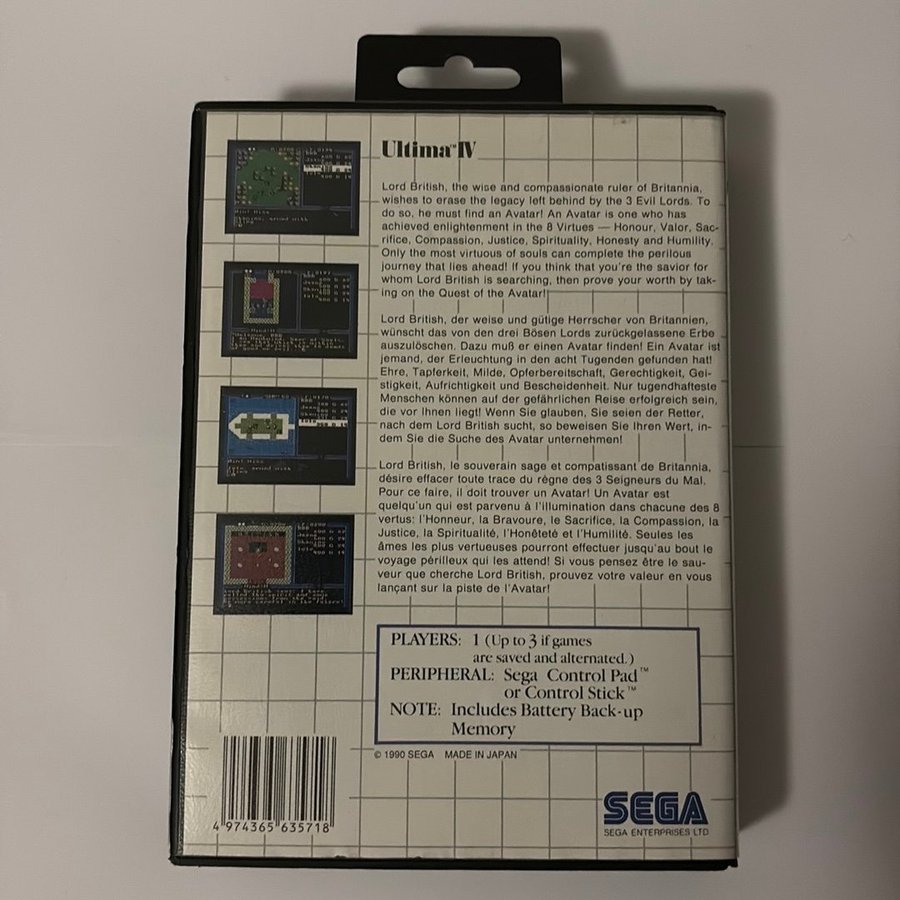 Ultima™ IV
Lord British, the wise and compassionate ruler of Britannia,
wishes to erase the legacy left behind by the 3 Evil Lords. To
do so, he must find an Avatar! An Avatar is one who has
achieved enlightenment in the 8 Virtues — Honour, Valor, Sac-
rifice, Compassion, Justice, Spirituality, Honesty and Humility.
Only the most virtuous of souls can complete the perilous
journey that lies ahead! If you think that you're the savior for
whom Lord British is searching, then prove your worth by tak-
ing on the Quest of the Avatar!
Lord British, der weise und gütige Herrscher von Britannien,
wünscht das von den drei Bösen Lords zurückgelassene Erbe
auszulöschen. Dazu muß er einen Avatar finden! Ein Avatar ist
jemand, der Erleuchtung in den acht Tugenden gefunden hat!
Ehre, Tapferkeit, Milde, Opferbereitschaft, Gerechtigkeit, Gei-
stigkeit, Aufrichtigkeit und Bescheidenheit. Nur tugendhafteste
Menschen können auf der gefährlichen Reise erfolgreich sein,
die vor Ihnen liegt! Wenn Sie glauben, Sie seien der Retter,
nach dem Lord British sucht, so beweisen Sie Ihren Wert, in-
dem Sie die Suche des Avatar unternehmen!
Lord British, le souverain sage et compatissant de Britannia,
désire effacer toute trace du règne des 3 Seigneurs du Mal.
Pour ce faire, il doit trouver un Avatar! Un Avatar est
quelqu'un qui est parvenu à l'illumination dans chacune des 8
vertus: l'Honneur, la Bravoure, le Sacrifice, la Compassion, la
Justice, la Spiritualité, l'Honêteté et l'Humilité. Seules les
âmes les plus vertueuses pourront effectuer jusqu'au bout le
voyage périlleux qui les attend! Si vous pensez être le sau-
veur que cherche Lord British, prouvez votre valeur en vous
lançant sur la piste de l'Avatar!
PLAYERS: 1 (Up to 3 if games
are saved and alternated.)
PERIPHERAL: Sega Control Pad™
or Control Stick™
NOTE: Includes Battery Back-up
Memory
© 1990 SEGA MADE IN JAPAN
4 974365 635718
SEGA
SEGA ENTERPRISES LTD